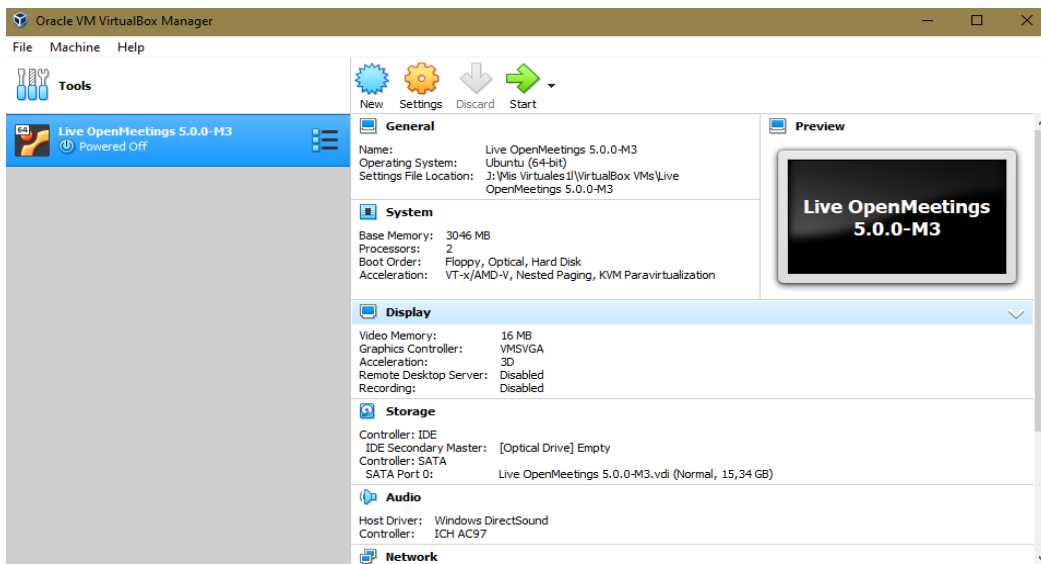 Oracle VM VirtualBox Manager
File Machine Help
Tools
New Settings Discard Start
64
Live OpenMeetings 5.0.0-M3
Powered Off
General
Name: Live OpenMeetings 5.0.0-M3
Operating System: Ubuntu (64-bit)
Settings File Location: J:\Mis Virtuales1l\VirtualBox VMs\Live
OpenMeetings 5.0.0-M3
System
Base Memory: 3046 MB
Processors: 2
Boot Order: Floppy, Optical, Hard Disk
Acceleration: VT-x/AMD-V, Nested Paging, KVM Paravirtualization
Preview
Live OpenMeetings
5.0.0-M3
Display
Video Memory: 16 MB
Graphics Controller: VMSVGA
Acceleration: 3D
Remote Desktop Server: Disabled
Recording: Disabled
Storage
Controller: IDE
IDE Secondary Master: [Optical Drive] Empty
Controller: SATA
SATA Port 0: Live OpenMeetings 5.0.0-M3.vdi (Normal, 15,34 GB)
Audio
Host Driver: Windows DirectSound
Controller: ICH AC97
Network